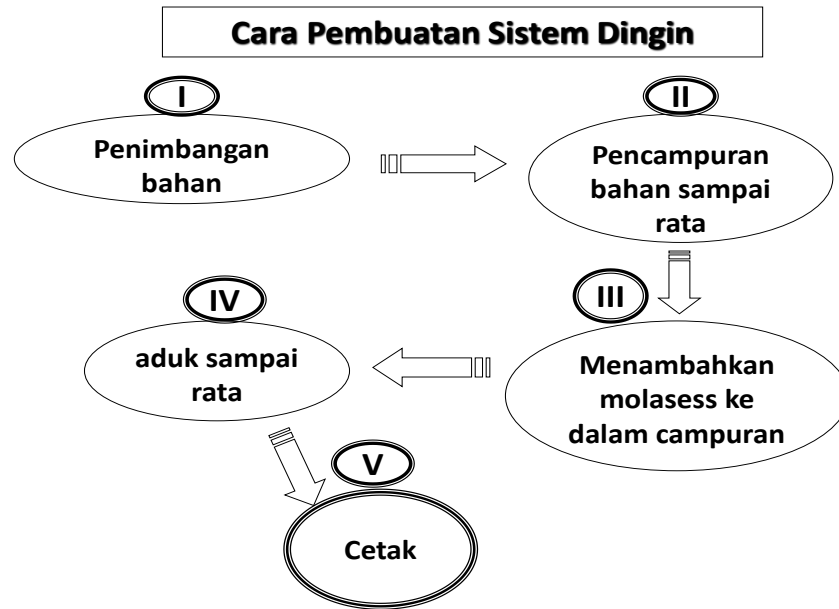 Cara Pembuatan Sistem Dingin
I
Penimbangan
bahan
II
Pencampuran
bahan sampai
rata
III
Menambahkan
molasess ke
dalam campuran
IV
aduk sampai
rata
V
Cetak